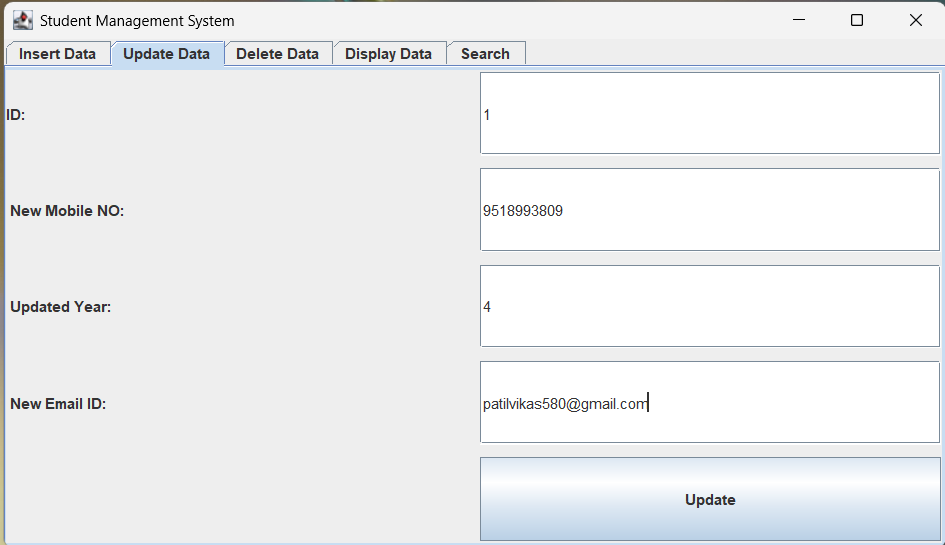 Student Management System
Insert Data Update Data Delete Data Display Data Search
ID: 1
New Mobile NO: 9518993809
Updated Year: 4
New Email ID: patilvikas580@gmail.com
Update